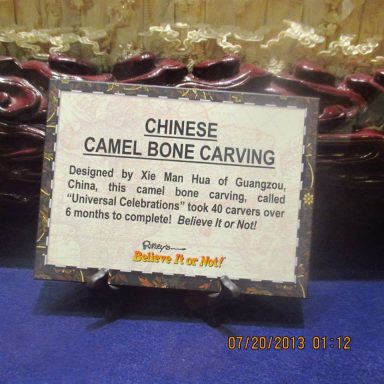 CHINESE
CAMEL BONE CARVING
Designed by Xie Man Hua of Guangzou,
China, this camel bone carving, called
“Universal Celebrations” took 40 carvers over
6 months to complete! Believe It or Not!
Ripley's
Believe It or Not!
07/20/2013 01:12